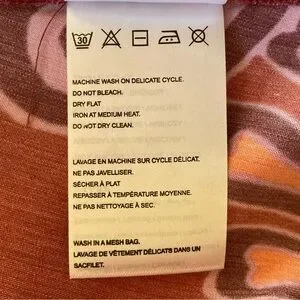 30
MACHINE WASH ON DELICATE CYCLE.
DO NOT BLEACH.
DRY FLAT
IRON AT MEDIUM HEAT.
DO NOT DRY CLEAN.
LAVAGE EN MACHINE SUR CYCLE DÉLICAT.
NE PAS JAVELLISER.
SÉCHER À PLAT
REPASSER À TEMPÉRATURE MOYENNE.
NE PAS NETTOYAGE À SEC.
WASH IN A MESH BAG.
LAVAGE DE VÊTEMENT DÉLICATS DANS UN
SACFILET.